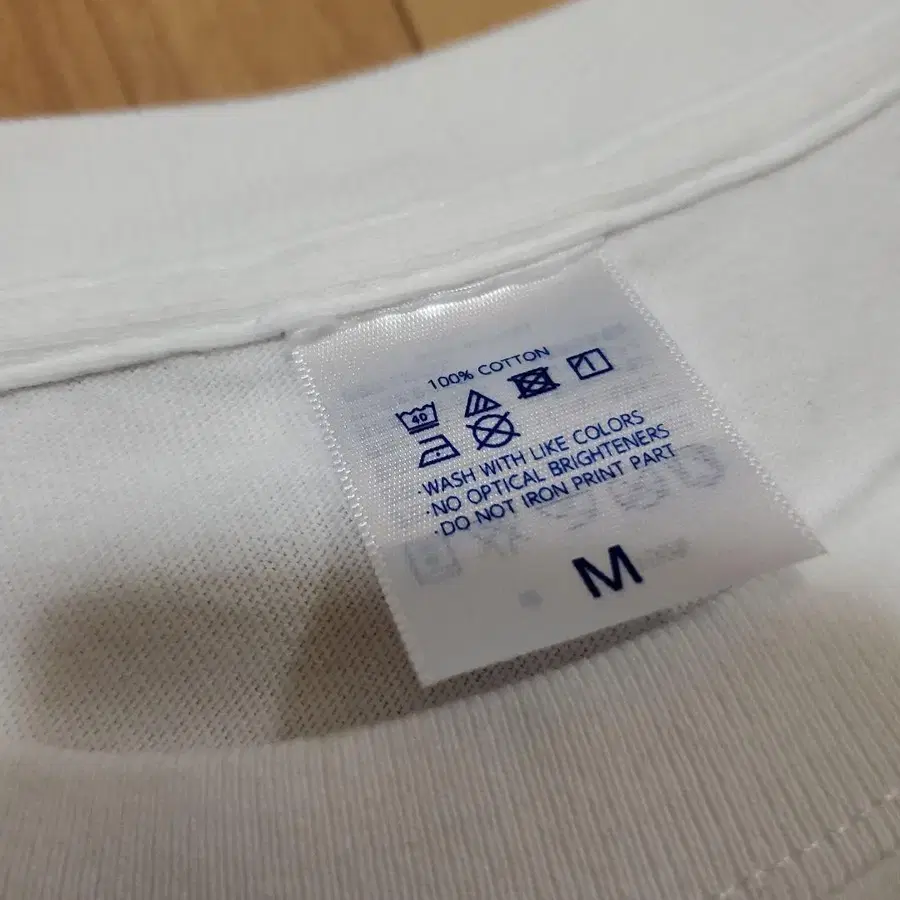 100% COTTON
40
·WASH WITH LIKE COLORS
·NO OPTICAL BRIGHTENERS
·DO NOT IRON PRINT PART
M